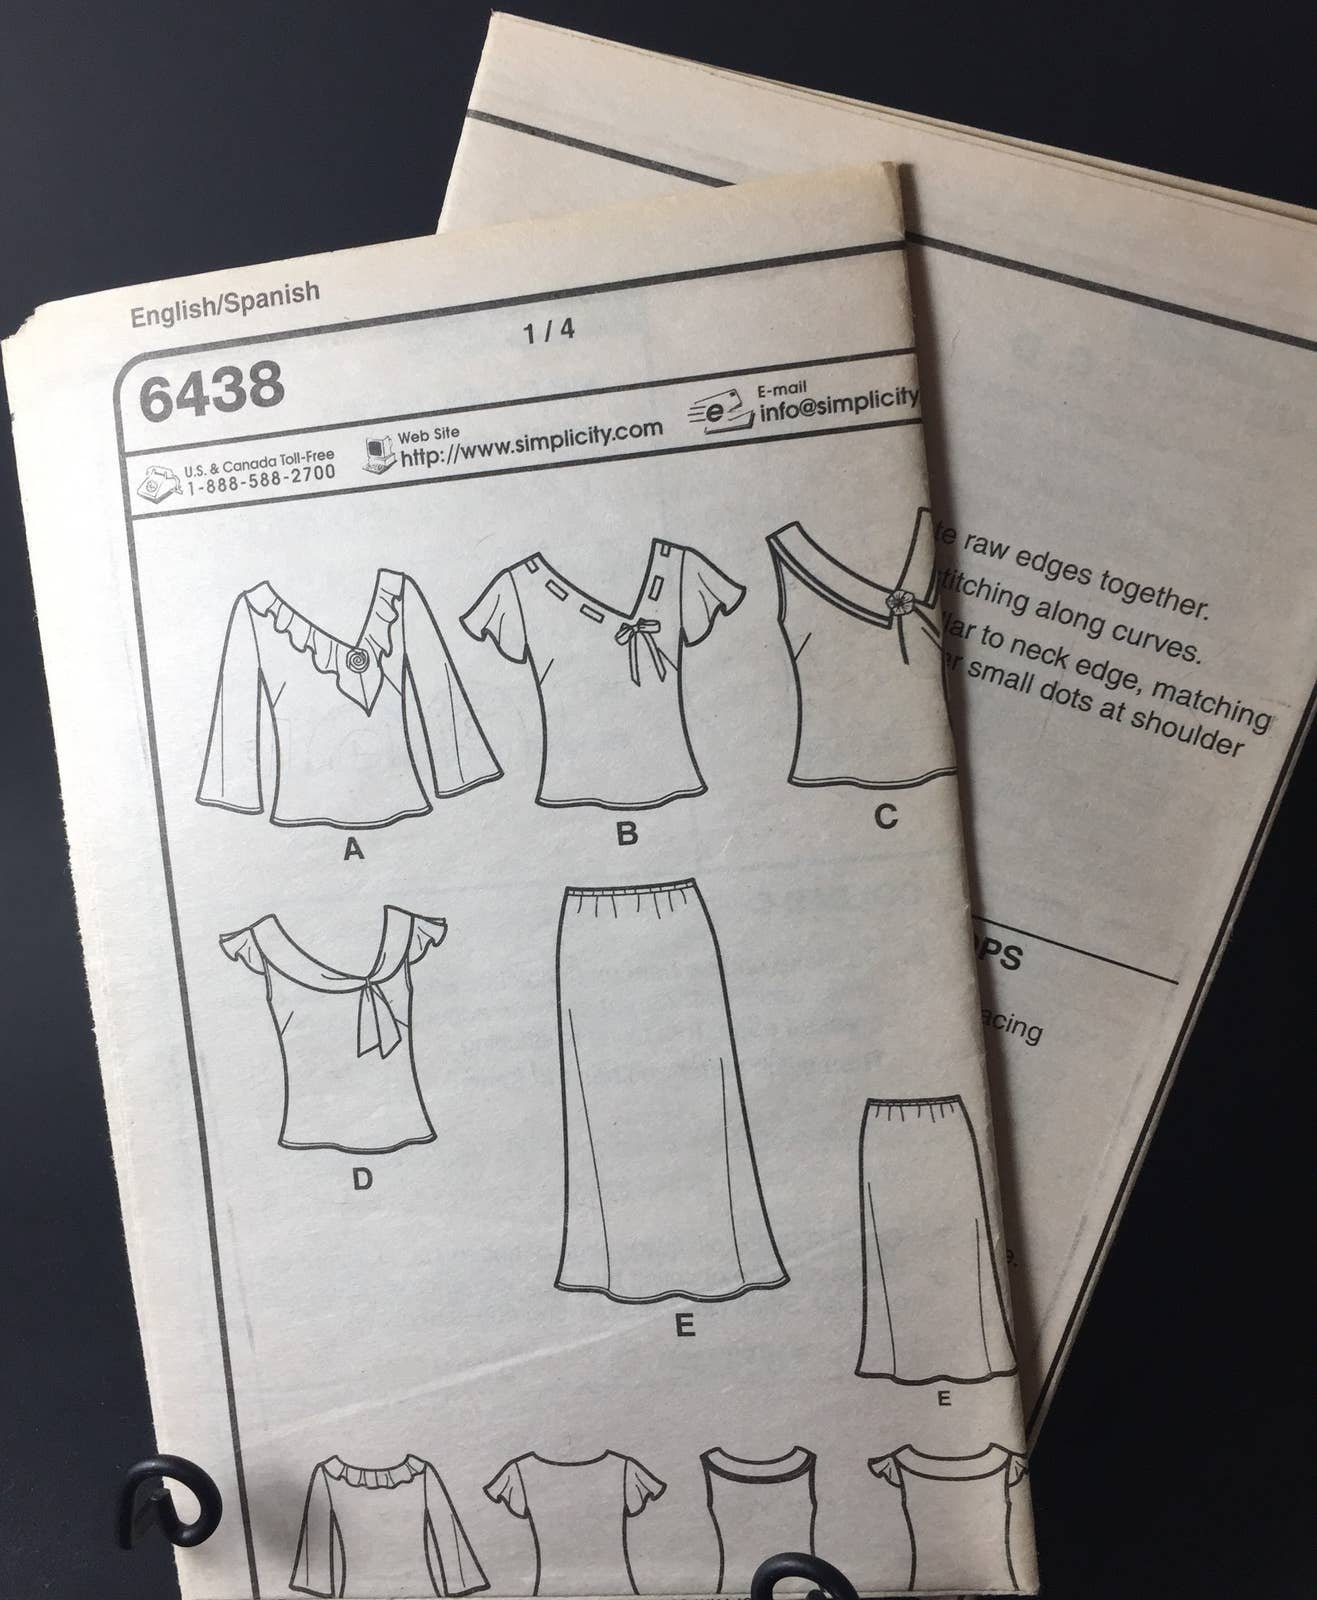 English/Spanish
1 / 4
6438
U.S. & Canada Toll-Free
1-888-588-2700
Web Site
http://www.simplicity.com
E-mail
info@simplicity
A
B
C
D
E
E
te raw edges together.
titching along curves.
lar to neck edge, matching
small dots at shoulder
OPS
acing
e.